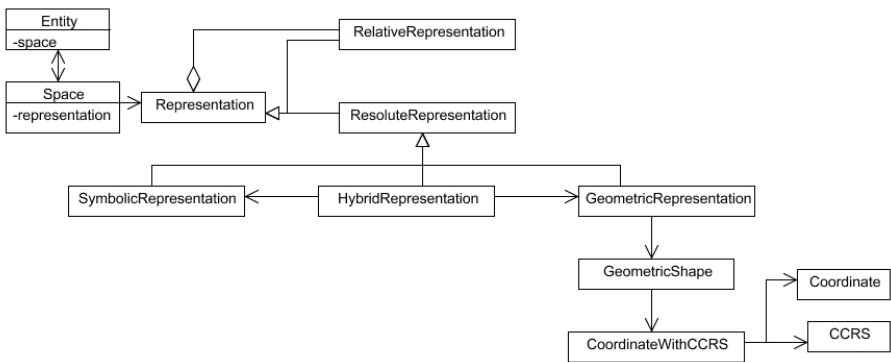 Entity
-space
Space
-representation
Representation
RelativeRepresentation
ResoluteRepresentation
SymbolicRepresentation
HybridRepresentation
GeometricRepresentation
GeometricShape
CoordinateWithCCRS
Coordinate
CCRS